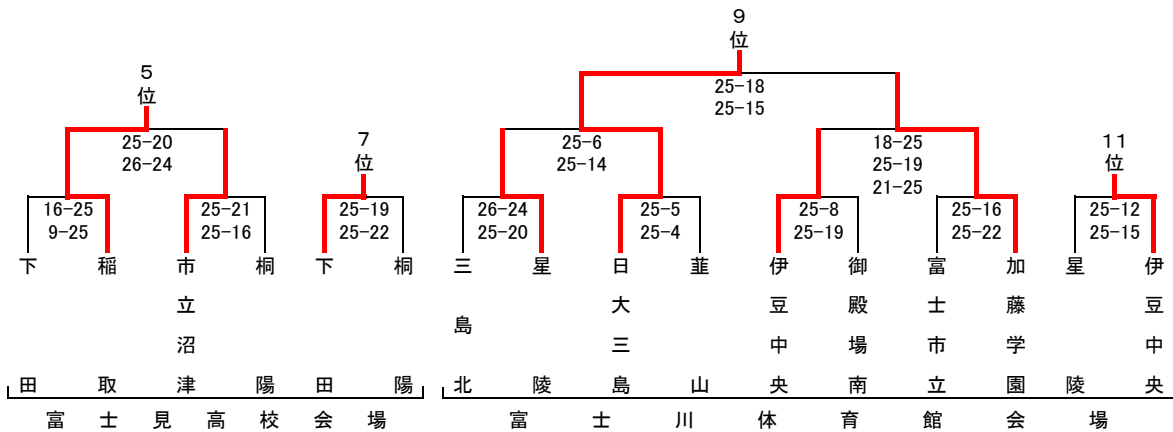 ９位
25-18
25-15
５位
25-20
26-24
７位
25-6
25-14
18-25
25-19
21-25
11位
16-25
9-25
25-21
25-16
25-19
25-22
26-24
25-20
25-5
25-4
25-8
25-19
25-16
25-22
25-12
25-15
下田
稲取
市立沼津
桐陽
下田
桐陽
三島北
星陵
日大三島
韮山
伊豆中央
御殿場南
富士市立
加藤学園
星陵
伊豆中央
富士見高校会場
富士川体育館会場